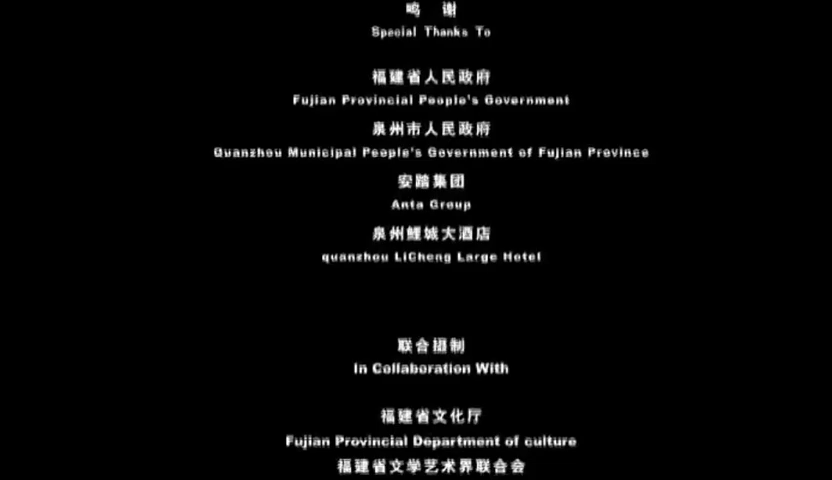 鸣 谢
Special Thanks To
福建省人民政府
Fujian Provincial People's Government
泉州市人民政府
Quanzhou Municipal People's Government of Fujian Province
安踏集团
Anta Group
泉州鲤城大酒店
quanzhou LiCheng Large Hotel
联合摄制
In Collaboration With
福建省文化厅
Fujian Provincial Department of culture
福建省文学艺术界联合会